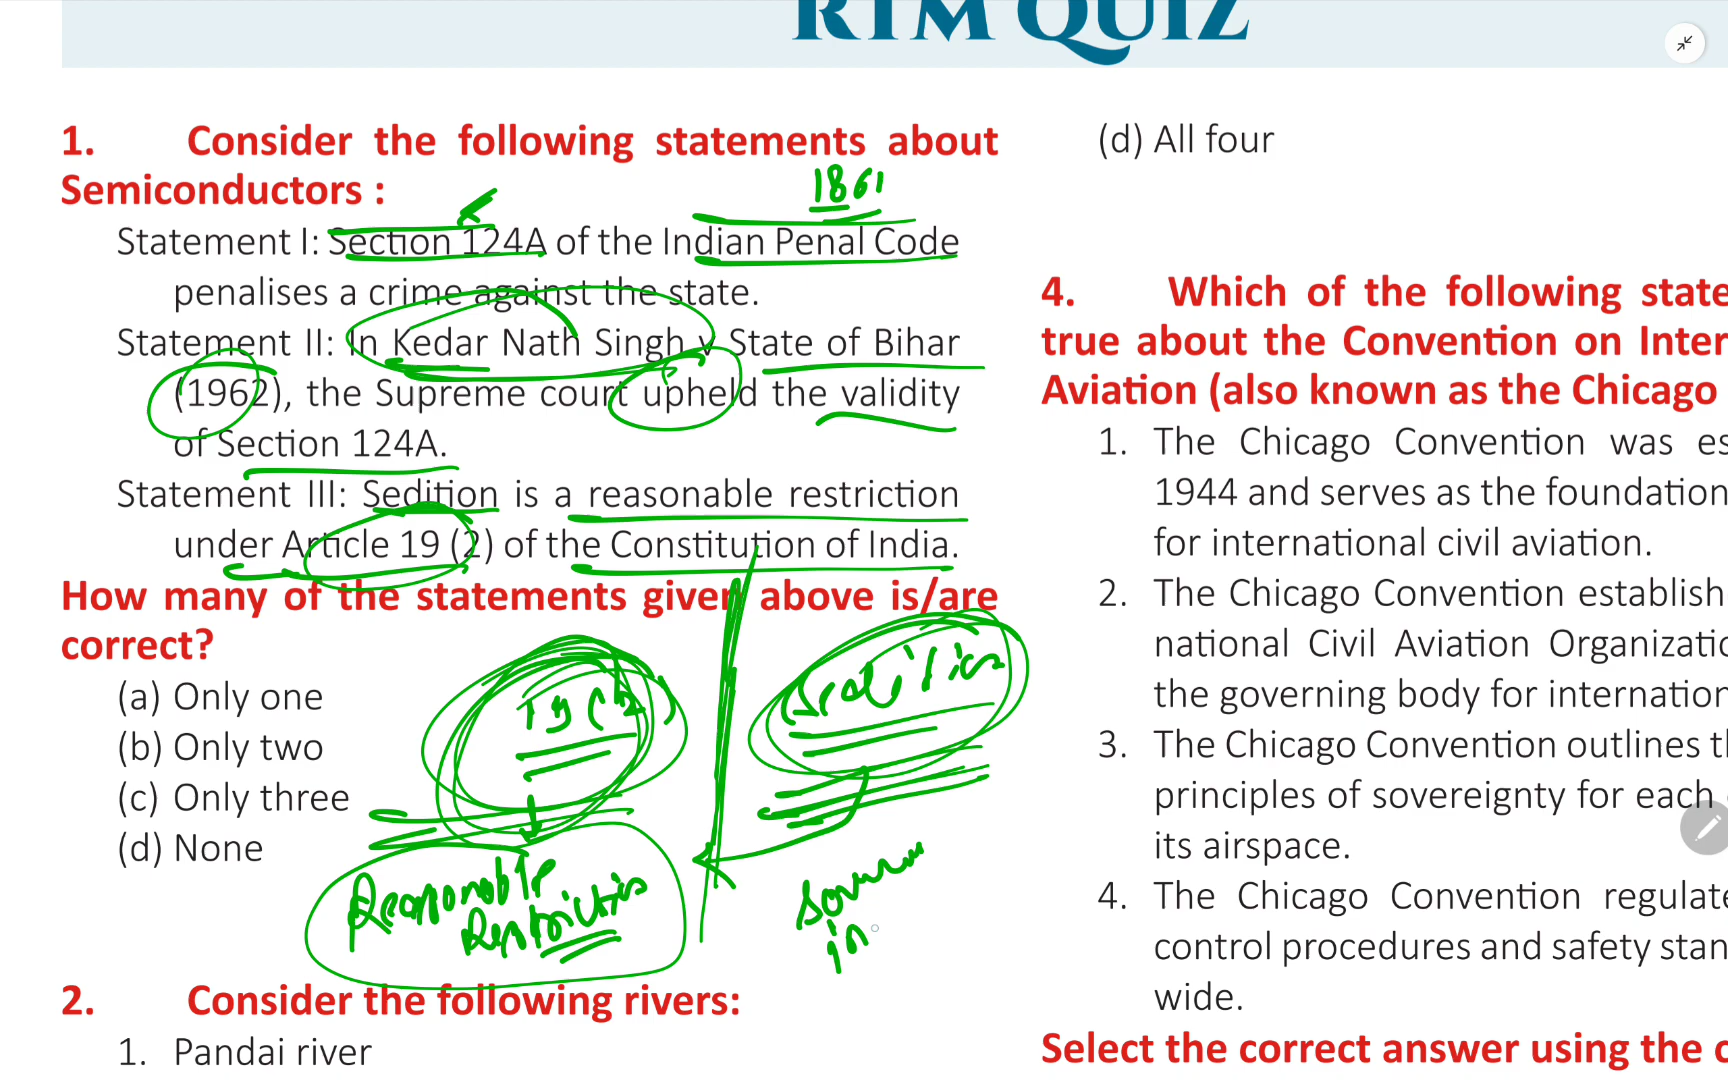 RIM QUIZ
1. Consider the following statements about
Semiconductors :
1861
Statement I: Section 124A of the Indian Penal Code
penalises a crime against the state.
Statement II: In Kedar Nath Singh v State of Bihar
(1962), the Supreme court upheld the validity
of Section 124A.
Statement III: Sedition is a reasonable restriction
under Article 19 (2) of the Constitution of India.
How many of the statements given above is/are
correct?
(a) Only one
(b) Only two
(c) Only three
(d) None
19(2)
Sedition
Reasonable
Restriction
in
2. Consider the following rivers:
1. Pandai river
(d) All four
4. Which of the following state
true about the Convention on Inter
Aviation (also known as the Chicago
1. The Chicago Convention was es
1944 and serves as the foundation
for international civil aviation.
2. The Chicago Convention establish
national Civil Aviation Organizatio
the governing body for internation
3. The Chicago Convention outlines t
principles of sovereignty for each
its airspace.
4. The Chicago Convention regulate
control procedures and safety stan
wide.
Select the correct answer using the c